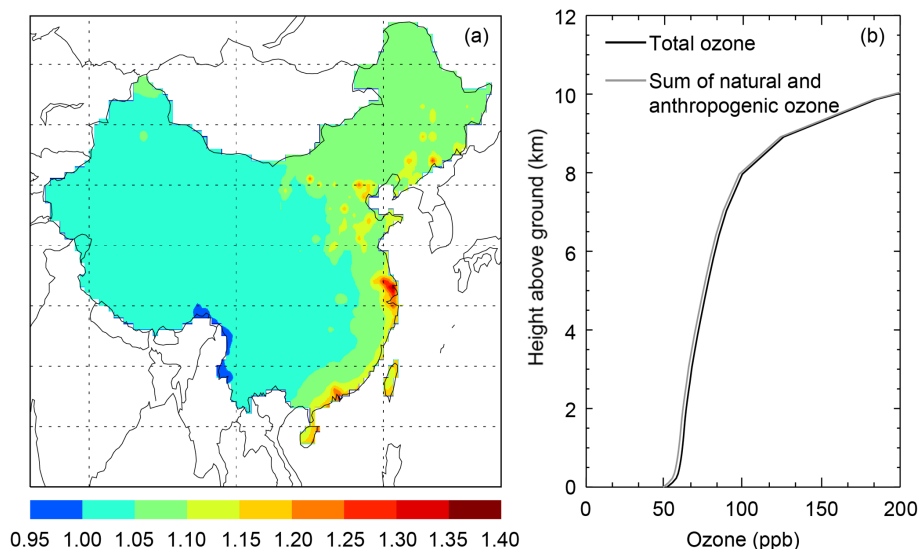 (a)
0.95 1.00 1.05 1.10 1.15 1.20 1.25 1.30 1.35 1.40
(b)
Total ozone
Sum of natural and
anthropogenic ozone
Height above ground (km)
12
10
8
6
4
2
0
0 50 100 150 200
Ozone (ppb)